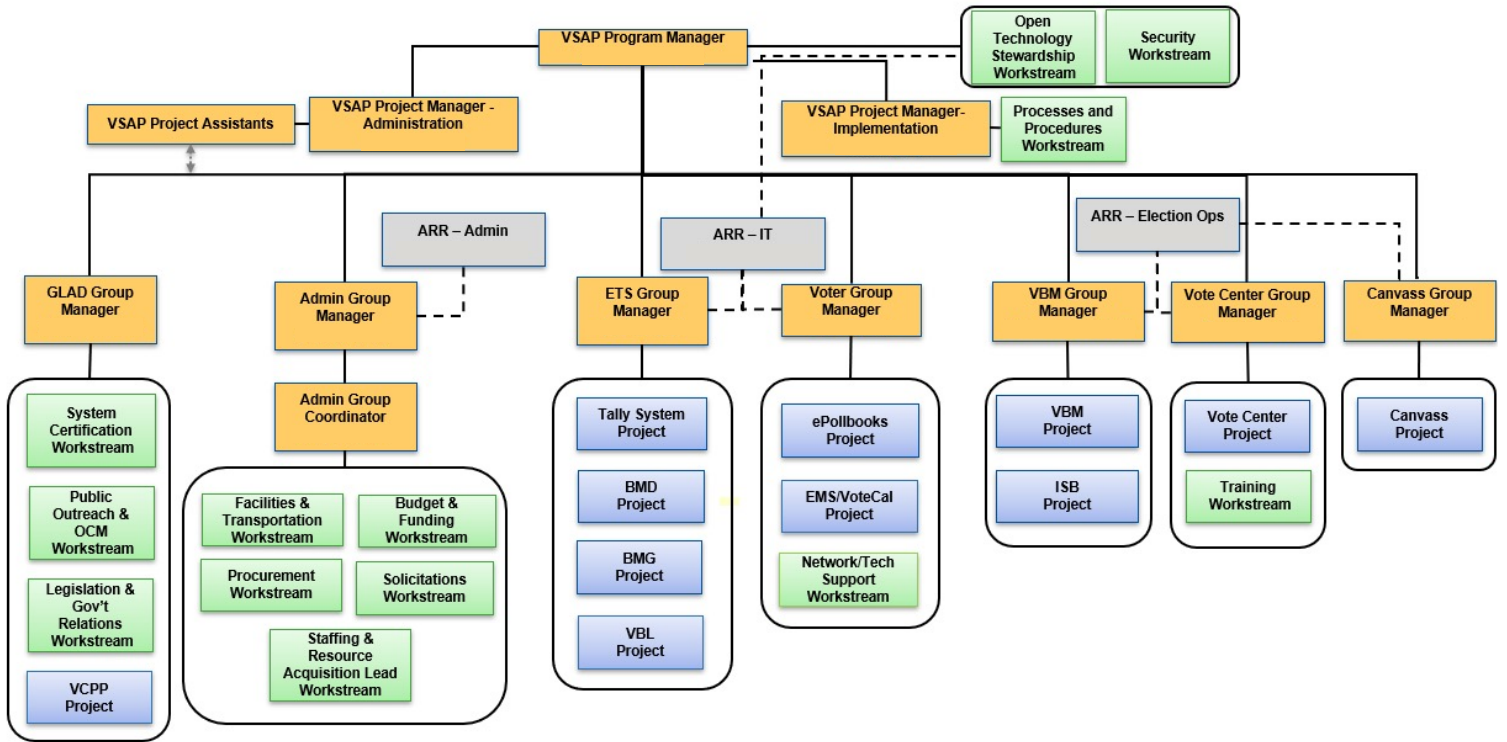 VSAP Program Manager
Open
Technology
Stewardship
Workstream
Security
Workstream
VSAP Project Assistants
VSAP Project Manager -
Administration
VSAP Project Manager-
Implementation
Processes and
Procedures
Workstream
ARR – Admin
ARR – IT
ARR – Election Ops
GLAD Group
Manager
Admin Group
Manager
ETS Group
Manager
Voter Group
Manager
VBM Group
Manager
Vote Center Group
Manager
Canvass Group
Manager
Admin Group
Coordinator
System
Certification
Workstream
Public
Outreach &
OCM
Workstream
Legislation &
Gov't
Relations
Workstream
VCPP
Project
Facilities &
Transportation
Workstream
Budget &
Funding
Workstream
Procurement
Workstream
Solicitations
Workstream
Staffing &
Resource
Acquisition Lead
Workstream
Tally System
Project
BMD
Project
BMG
Project
VBL
Project
ePollbooks
Project
EMS/VoteCal
Project
Network/Tech
Support
Workstream
VBM
Project
ISB
Project
Vote Center
Project
Training
Workstream
Canvass
Project